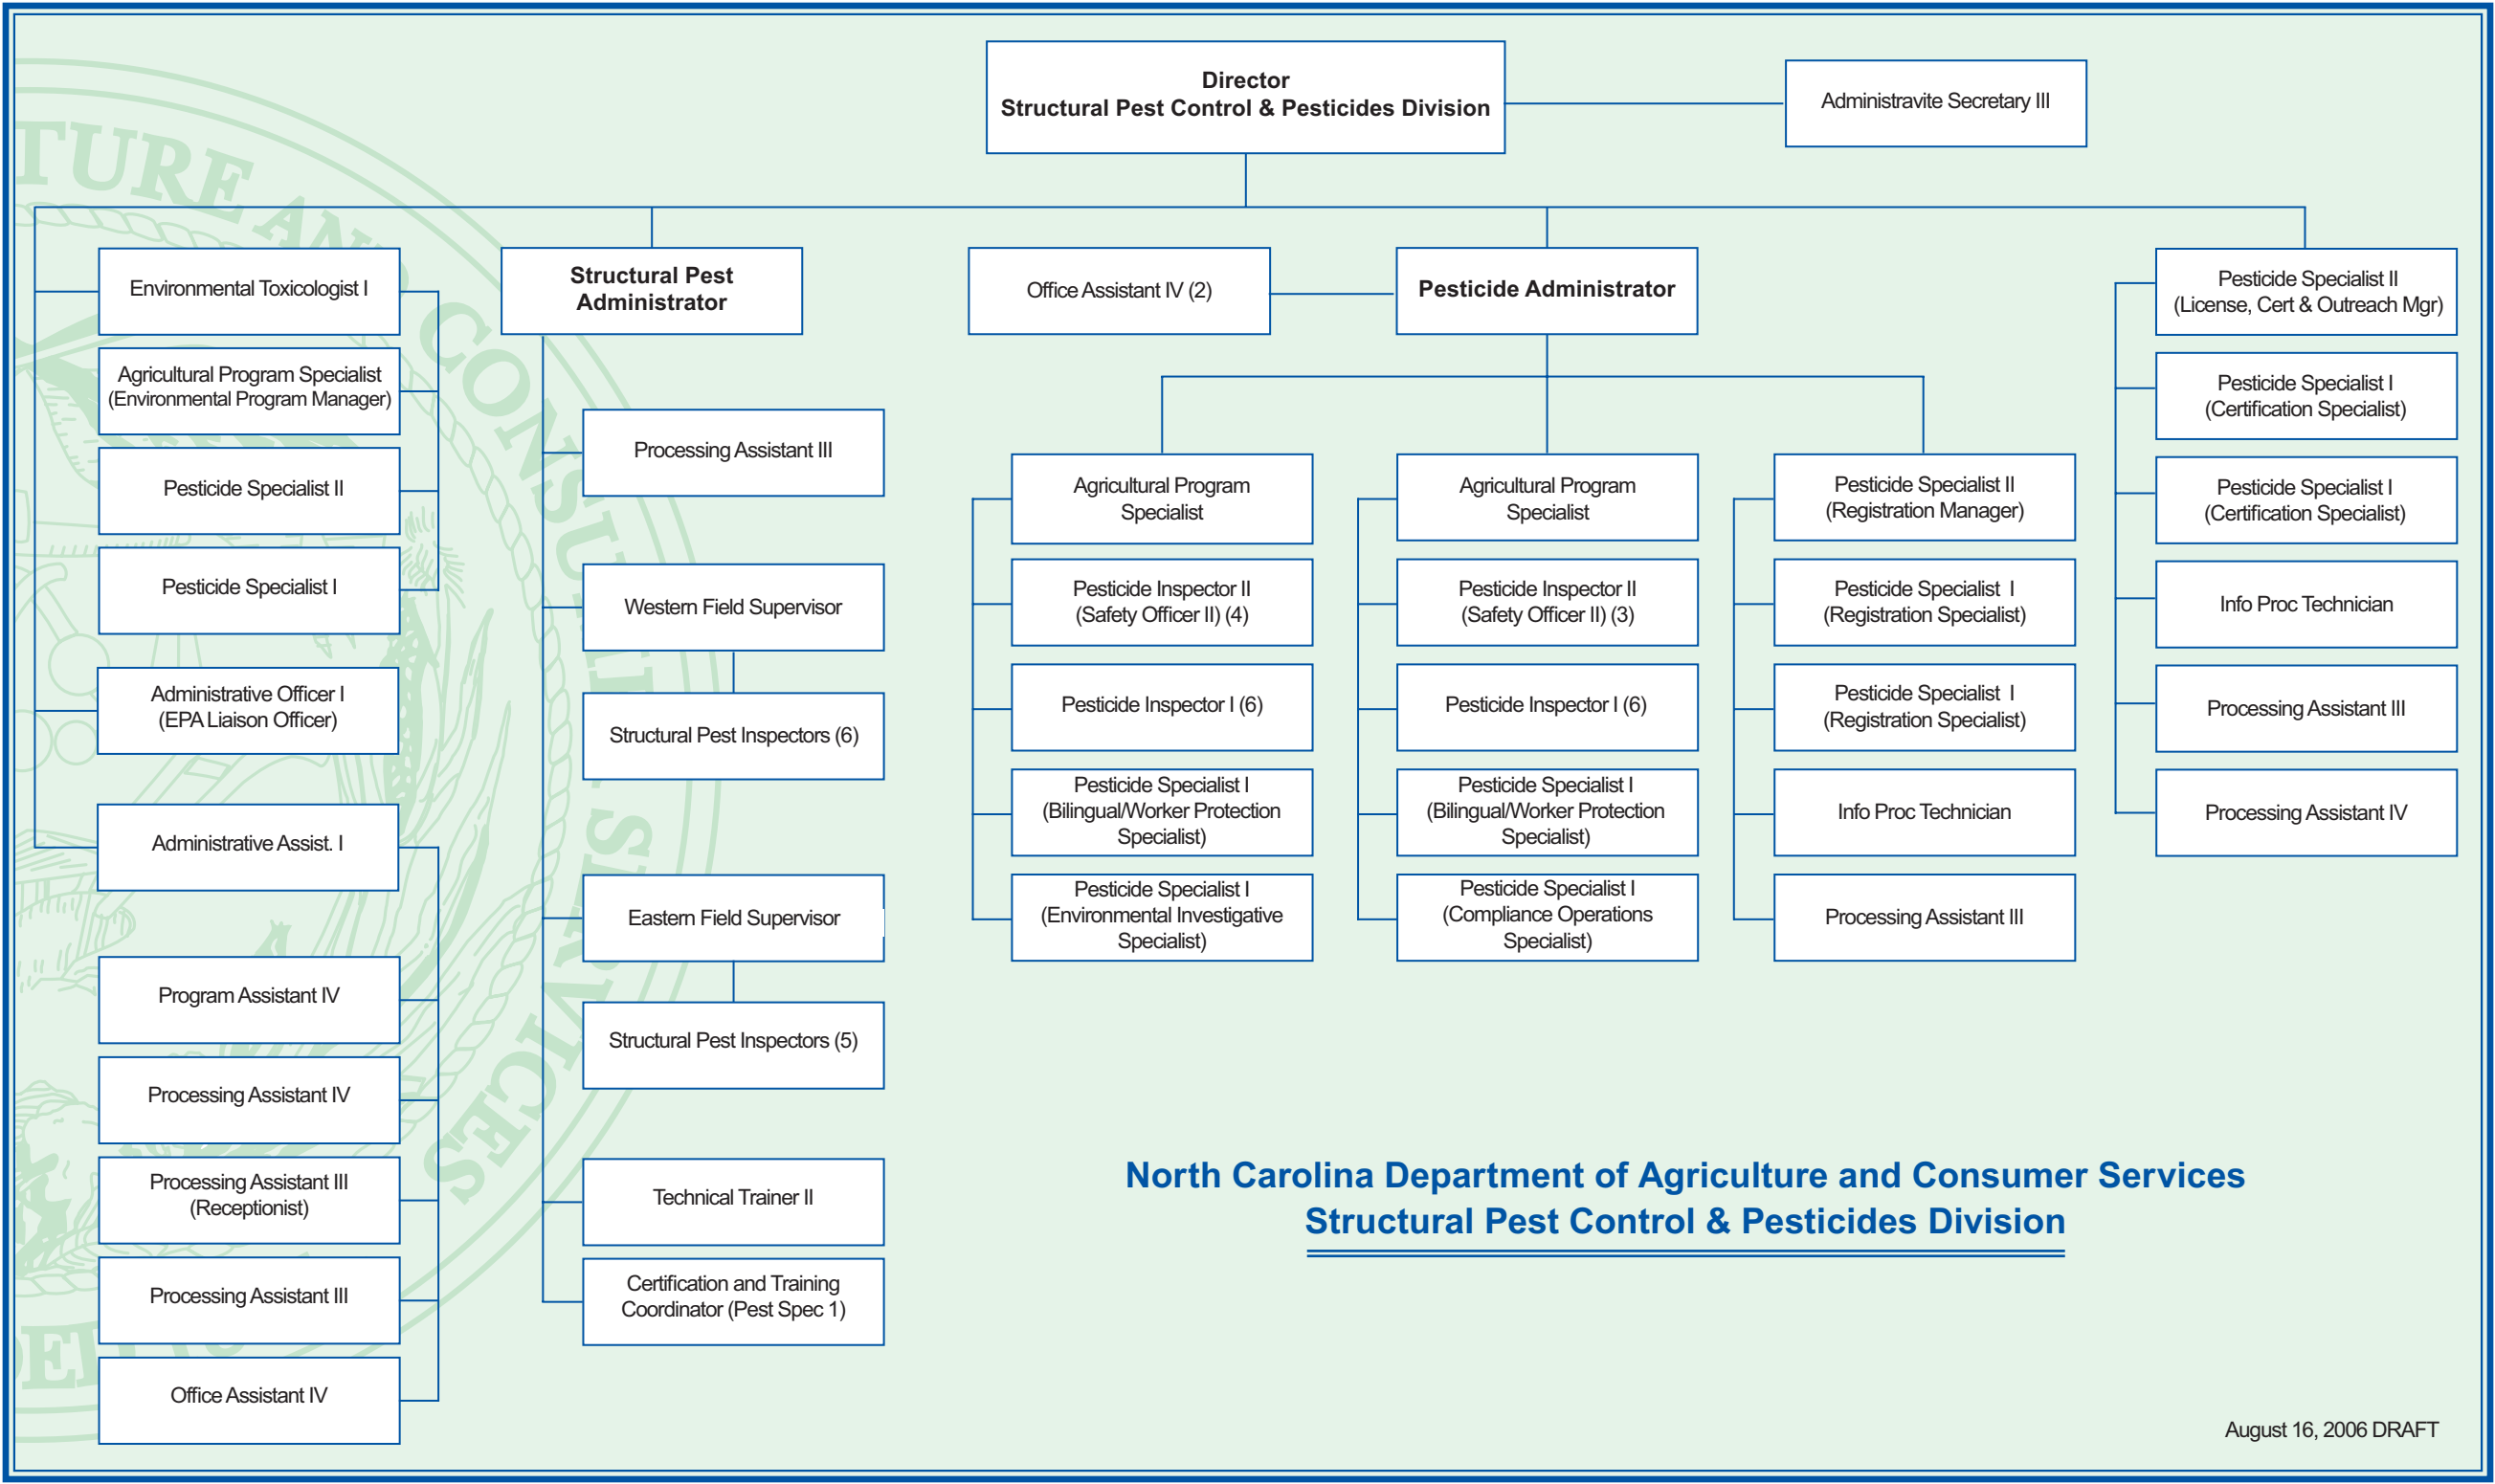 Director
Structural Pest Control & Pesticides Division
Administravite Secretary III
Environmental Toxicologist I
Agricultural Program Specialist
(Environmental Program Manager)
Pesticide Specialist II
Pesticide Specialist I
Administrative Officer I
(EPA Liaison Officer)
Administrative Assist. I
Program Assistant IV
Processing Assistant IV
Processing Assistant III
(Receptionist)
Processing Assistant III
Office Assistant IV
Structural Pest
Administrator
Processing Assistant III
Western Field Supervisor
Structural Pest Inspectors (6)
Eastern Field Supervisor
Structural Pest Inspectors (5)
Technical Trainer II
Certification and Training
Coordinator (Pest Spec 1)
Office Assistant IV (2)
Pesticide Administrator
Agricultural Program
Specialist
Pesticide Inspector II
(Safety Officer II) (4)
Pesticide Inspector I (6)
Pesticide Specialist I
(Bilingual/Worker Protection
Specialist)
Pesticide Specialist I
(Environmental Investigative
Specialist)
Agricultural Program
Specialist
Pesticide Inspector II
(Safety Officer II) (3)
Pesticide Inspector I (6)
Pesticide Specialist I
(Bilingual/Worker Protection
Specialist)
Pesticide Specialist I
(Compliance Operations
Specialist)
Pesticide Specialist II
(Registration Manager)
Pesticide Specialist I
(Registration Specialist)
Pesticide Specialist I
(Registration Specialist)
Info Proc Technician
Processing Assistant III
Pesticide Specialist II
(License, Cert & Outreach Mgr)
Pesticide Specialist I
(Certification Specialist)
Pesticide Specialist I
(Certification Specialist)
Info Proc Technician
Processing Assistant III
Processing Assistant IV
North Carolina Department of Agriculture and Consumer Services
Structural Pest Control & Pesticides Division
August 16, 2006 DRAFT